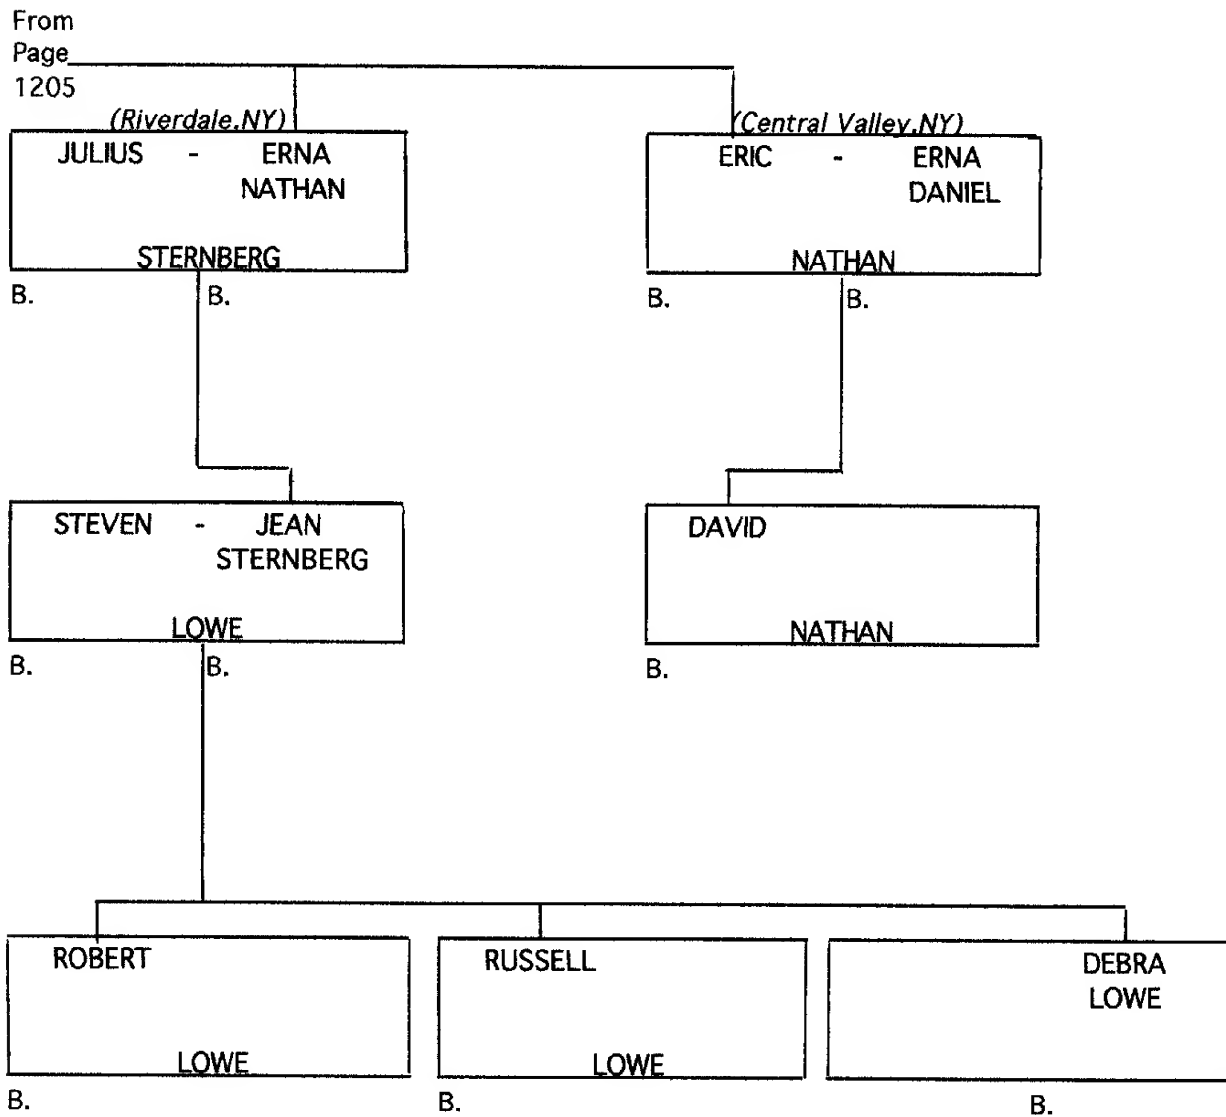 From
Page
1205
(Riverdale.NY)
JULIUS - ERNA
NATHAN
STERNBERG
B. B.
(Central Valley.NY)
ERIC - ERNA
DANIEL
NATHAN
B. B.
STEVEN - JEAN
STERNBERG
LOWE
B. B.
DAVID
NATHAN
B.
ROBERT
LOWE
B.
RUSSELL
LOWE
B.
DEBRA
LOWE
B.